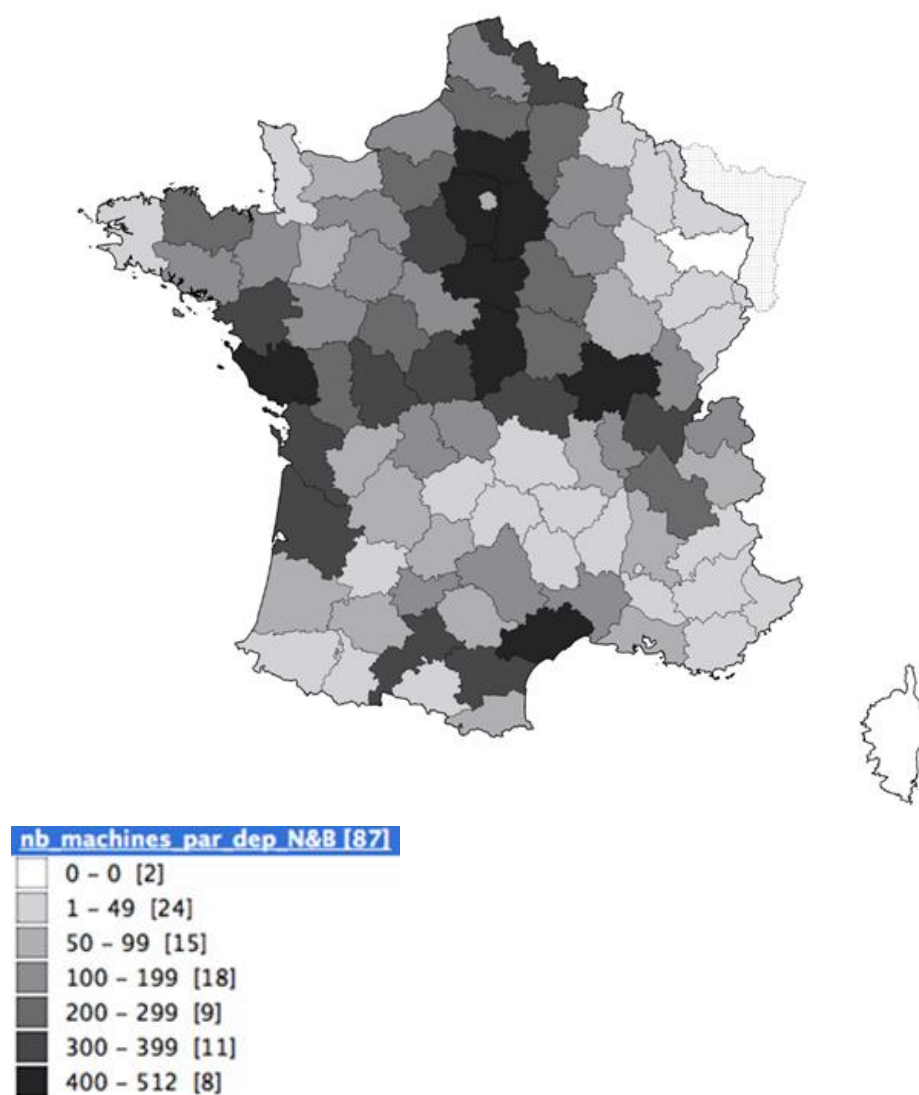 nb_machines_par_dep_N&B [87]
0 – 0 [2]
1 – 49 [24]
50 – 99 [15]
100 – 199 [18]
200 – 299 [9]
300 – 399 [11]
400 – 512 [8]